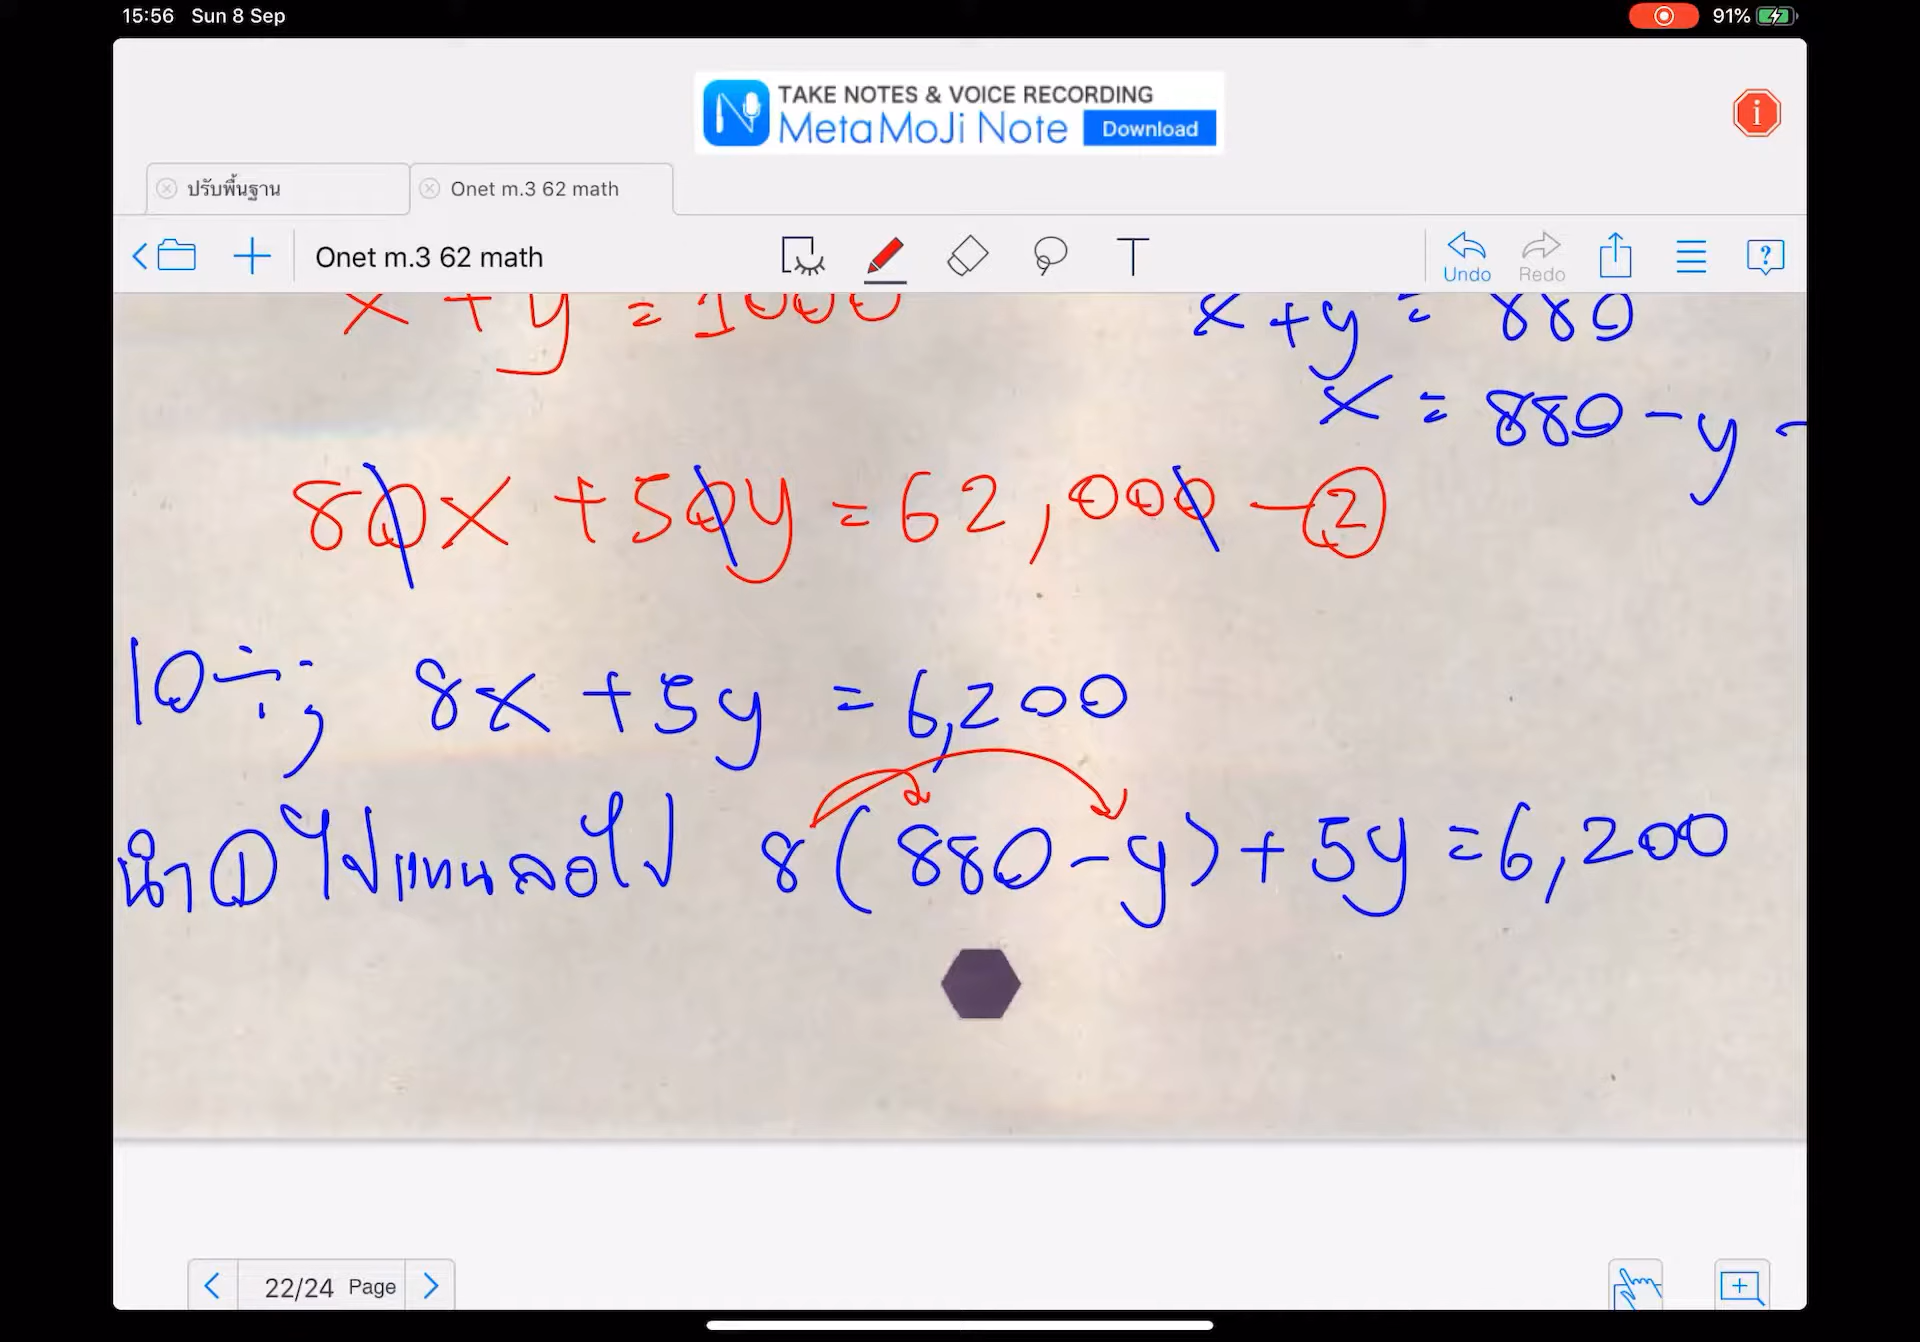 15:56 Sun 8 Sep
91%
TAKE NOTES & VOICE RECORDING
MetaMoJi Note Download
ปรับพื้นฐาน
Onet m.3 62 math
Onet m.3 62 math
T
Undo
Redo
x + y = 1000
x + y = 880
x = 880 - y -
80x + 50y = 62,000 - ②
10÷; 8x + 5y = 6,200
นำ ① ไปแทนลงใน 8(880 - y) + 5y = 6,200
22/24 Page